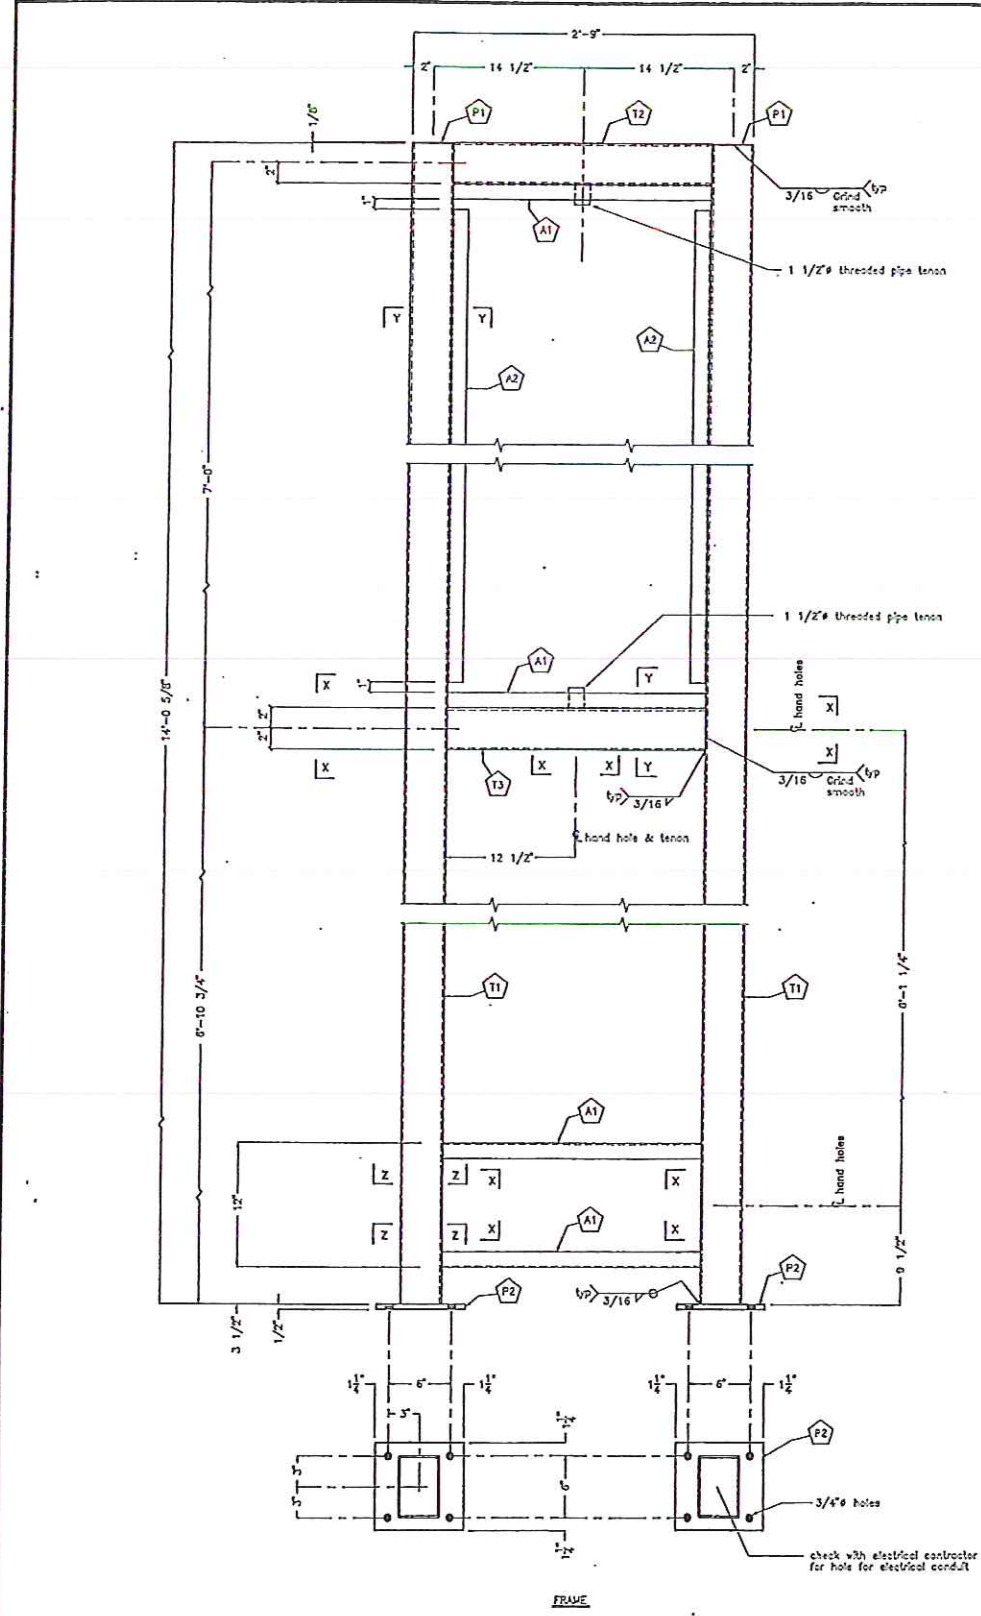 2'-9"
2" 14 1/2" 14 1/2" 2"
P1 T2 P1
1/8"
2"
3/16 typ
Grind
smooth
1"
A1
1 1/2"ø threaded pipe tenon
Y Y
A2
A2
7'-0"
1 1/2"ø threaded pipe tenon
A1
X 1" Y
℄ hand holes
X
14'-0 5/8"
2"
2"
X
X T3 X X Y
typ 3/16
3/16 typ
Grind
smooth
℄ hand hole & tenon
12 1/2"
6'-10 3/4"
T1 T1
A1
℄ hand holes
Z Z X X
12"
Z Z X X
A1
9 1/2"
P2 typ 3/16 P2
3 1/2"
1/2"
1 1/4" 6" 1 1/4" 1 1/4" 6" 1 1/4"
3"
1 1/4"
P2
3"
3"
6"
3/4"ø holes
1 1/4"
check with electrical contractor
for hole for electrical conduit
FRAME